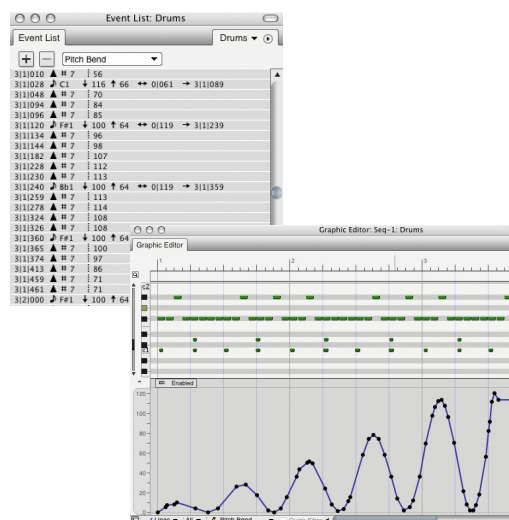 Event List: Drums
Event List
Drums
Pitch Bend
3|1|010 # 7 56
3|1|028 C1 116 66 0|061 3|1|089
3|1|048 # 7 70
3|1|094 # 7 84
3|1|096 # 7 85
3|1|120 F#1 100 64 0|119 3|1|239
3|1|134 # 7 96
3|1|144 # 7 98
3|1|182 # 7 107
3|1|228 # 7 112
3|1|230 # 7 113
3|1|240 Bb1 100 64 0|119 3|1|359
3|1|259 # 7 113
3|1|278 # 7 114
3|1|324 # 7 108
3|1|326 # 7 108
3|1|360 F#1 100 64
3|1|365 # 7 100
3|1|374 # 7 97
3|1|413 # 7 86
3|1|459 # 7 71
3|1|461 # 7 71
3|2|000 F#1 100 64
Graphic Editor: Seq-1: Drums
Graphic Editor
1 2 3
c2
c1
Enabled
120
100
80
60
40
20
0
Lines All Pitch Bend